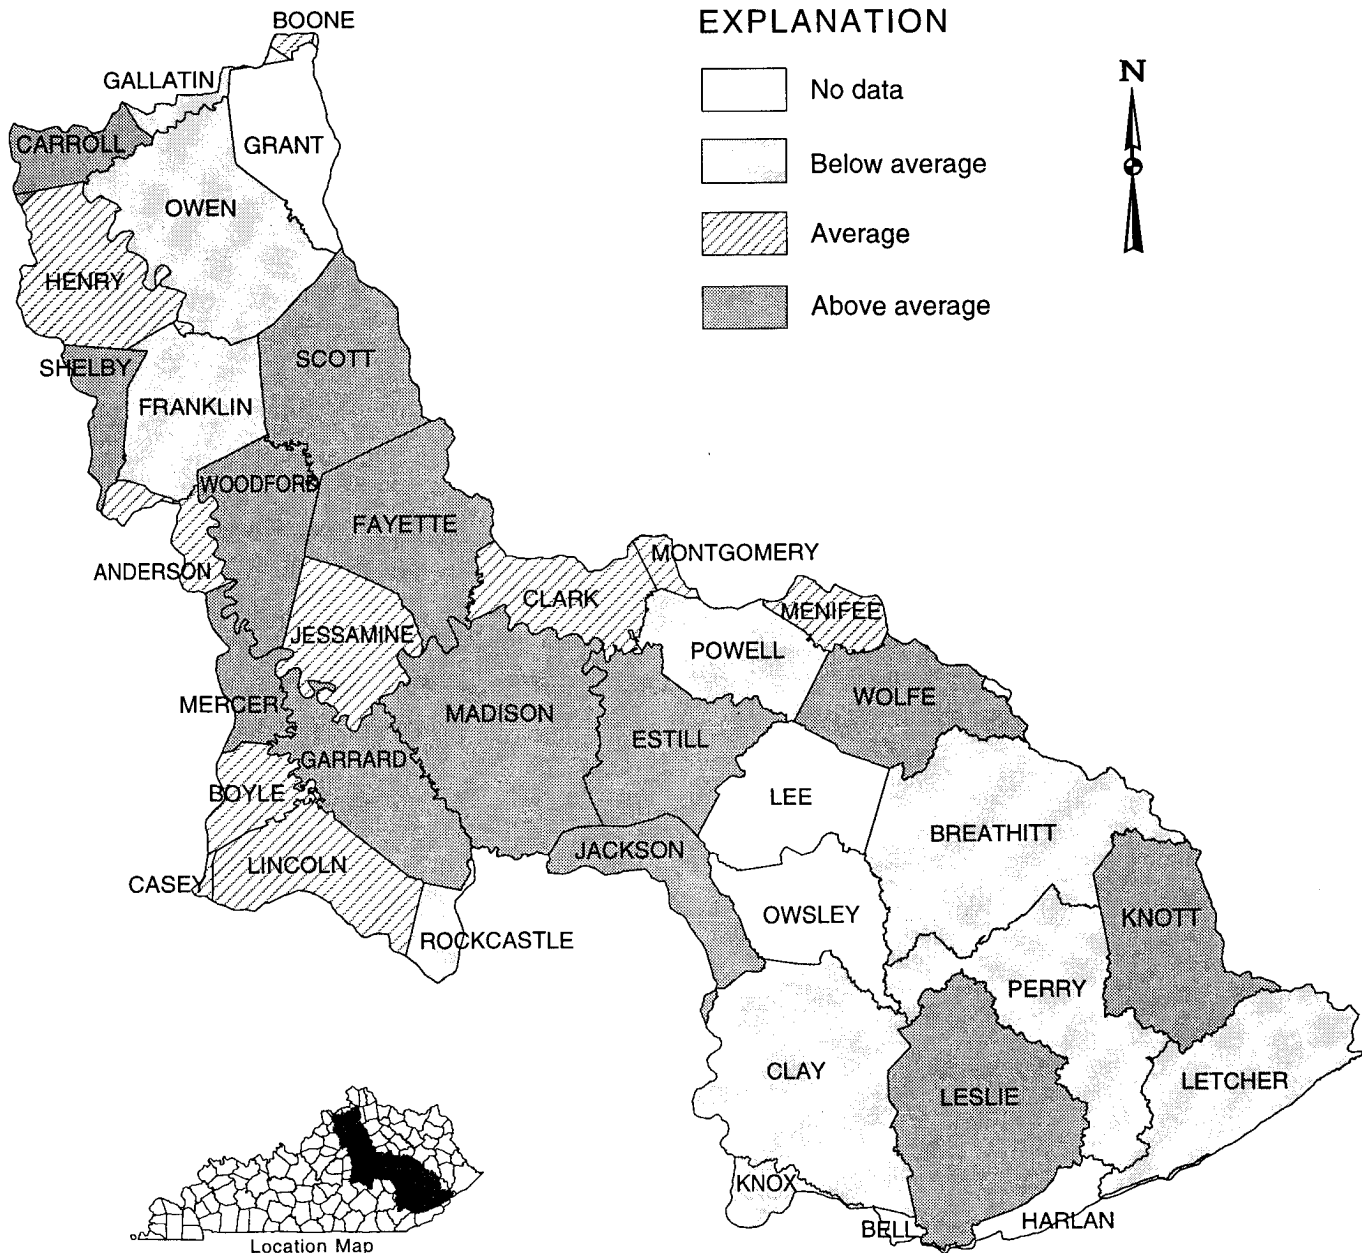 BOONE
EXPLANATION
GALLATIN
N
No data
CARROLL
GRANT
Below average
OWEN
Average
HENRY
Above average
SHELBY
SCOTT
FRANKLIN
WOODFORD
FAYETTE
MONTGOMERY
ANDERSON
CLARK
MENIFEE
JESSAMINE
POWELL
MERCER
MADISON
WOLFE
ESTILL
GARRARD
BOYLE
LEE
BREATHITT
JACKSON
LINCOLN
CASEY
OWSLEY
KNOTT
ROCKCASTLE
PERRY
CLAY
LETCHER
LESLIE
KNOX
BELL
HARLAN
Location Map